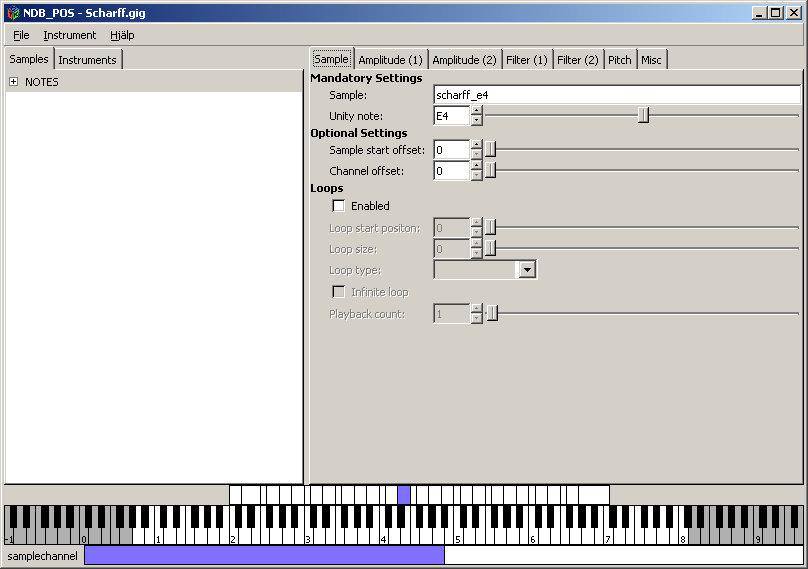 NDB_POS - Scharff.gig
File Instrument Hjälp
Samples Instruments
NOTES
Sample Amplitude (1) Amplitude (2) Filter (1) Filter (2) Pitch Misc
Mandatory Settings
Sample: scharff_e4
Unity note: E4
Optional Settings
Sample start offset: 0
Channel offset: 0
Loops
Enabled
Loop start positon: 0
Loop size: 0
Loop type:
Infinite loop
Playback count: 1
-1 0 1 2 3 4 5 6 7 8 9
samplechannel